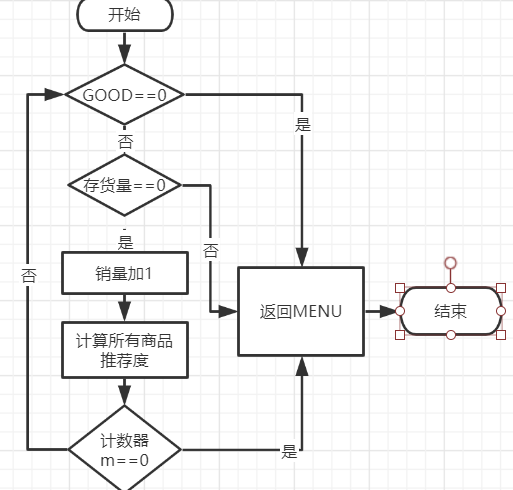 开始
GOOD==0
是
否
存货量==0
是
否
销量加1
否
返回MENU
结束
计算所有商品
推荐度
计数器
m==0
是